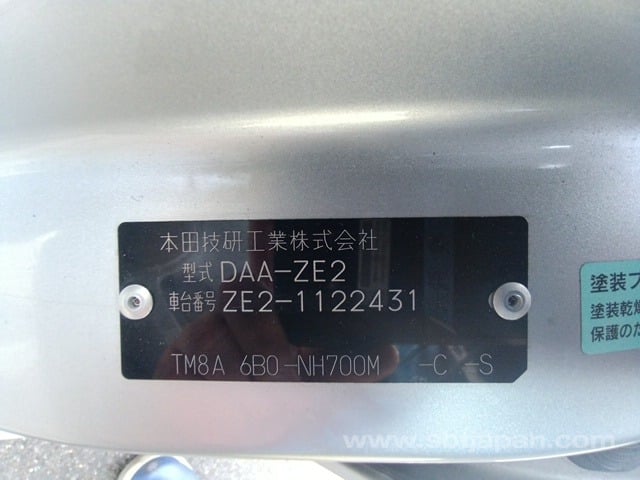 本田技研工業株式会社
型式 DAA-ZE2
車台番号 ZE2-1122431
TM8A 6B0-NH700M -C -S
塗装フ
塗装乾燥
保護のた
www.sbtjapan.com